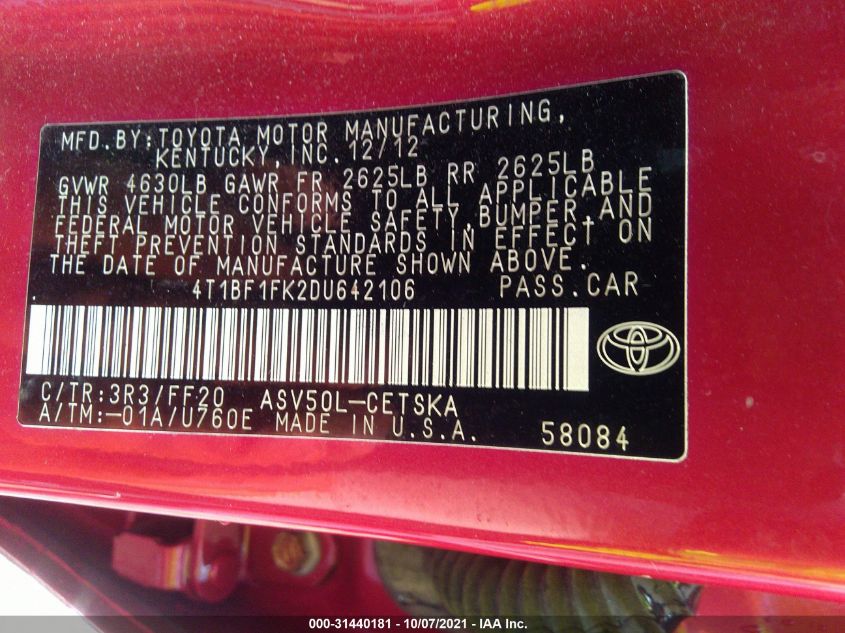 MFD.BY:TOYOTA MOTOR MANUFACTURING,
KENTUCKY,INC.12/12
GVWR 4630LB GAWR FR 2625LB RR 2625LB
THIS VEHICLE CONFORMS TO ALL APPLICABLE
FEDERAL MOTOR VEHICLE SAFETY,BUMPER,AND
THEFT PREVENTION STANDARDS IN EFFECT ON
THE DATE OF MANUFACTURE SHOWN ABOVE.
4T1BF1FK2DU642106 PASS.CAR
C/TR:3R3/FF20 ASV50L-CETSKA
A/TM:-01A/U760E MADE IN U.S.A. 58084
000-31440181 - 10/07/2021 - IAA Inc.